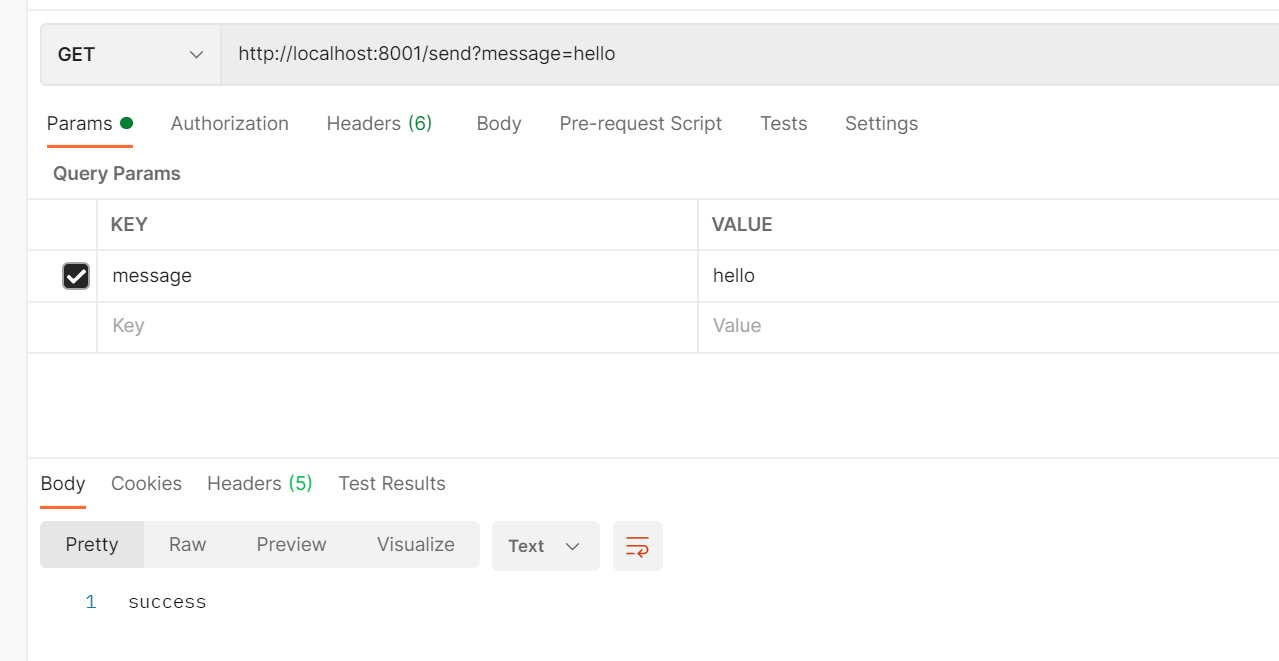 GET http://localhost:8001/send?message=hello
Params Authorization Headers (6) Body Pre-request Script Tests Settings
Query Params
KEY VALUE
message hello
Key Value
Body Cookies Headers (5) Test Results
Pretty Raw Preview Visualize Text
1 success